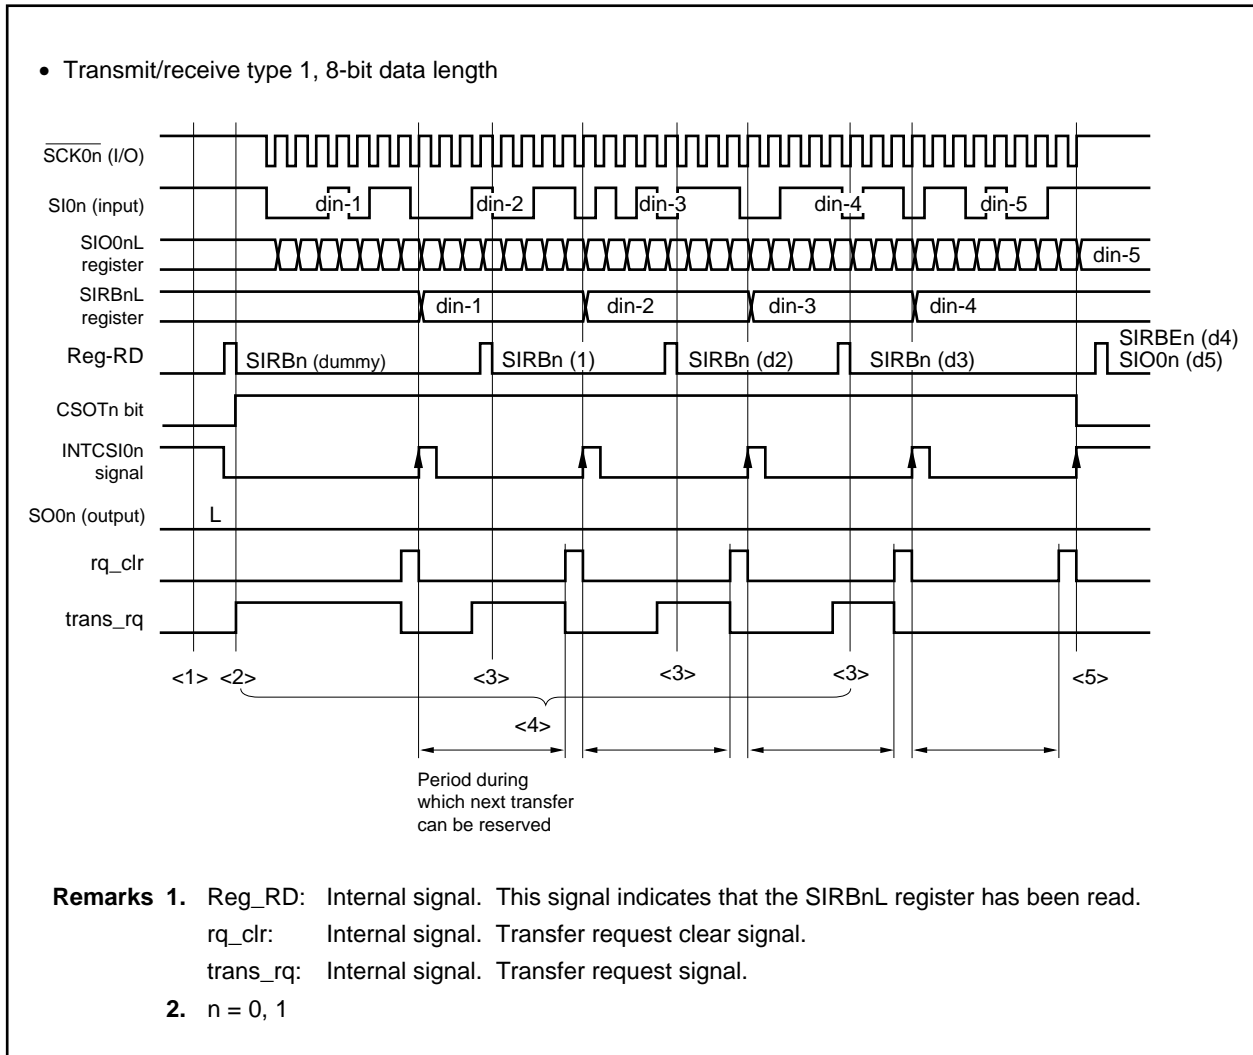 • Transmit/receive type 1, 8-bit data length
SCK0n (I/O)
SI0n (input)
din-1 din-2 din-3 din-4 din-5
SIO0nL
register
din-5
SIRBnL
register
din-1 din-2 din-3 din-4
Reg-RD
SIRBn (dummy) SIRBn (1) SIRBn (d2) SIRBn (d3)
SIRBEn (d4)
SIO0n (d5)
CSOTn bit
INTCSI0n
signal
SO0n (output) L
rq_clr
trans_rq
<1> <2> <3> <3> <3> <5>
<4>
Period during
which next transfer
can be reserved
Remarks 1. Reg_RD: Internal signal. This signal indicates that the SIRBnL register has been read.
rq_clr: Internal signal. Transfer request clear signal.
trans_rq: Internal signal. Transfer request signal.
2. n = 0, 1